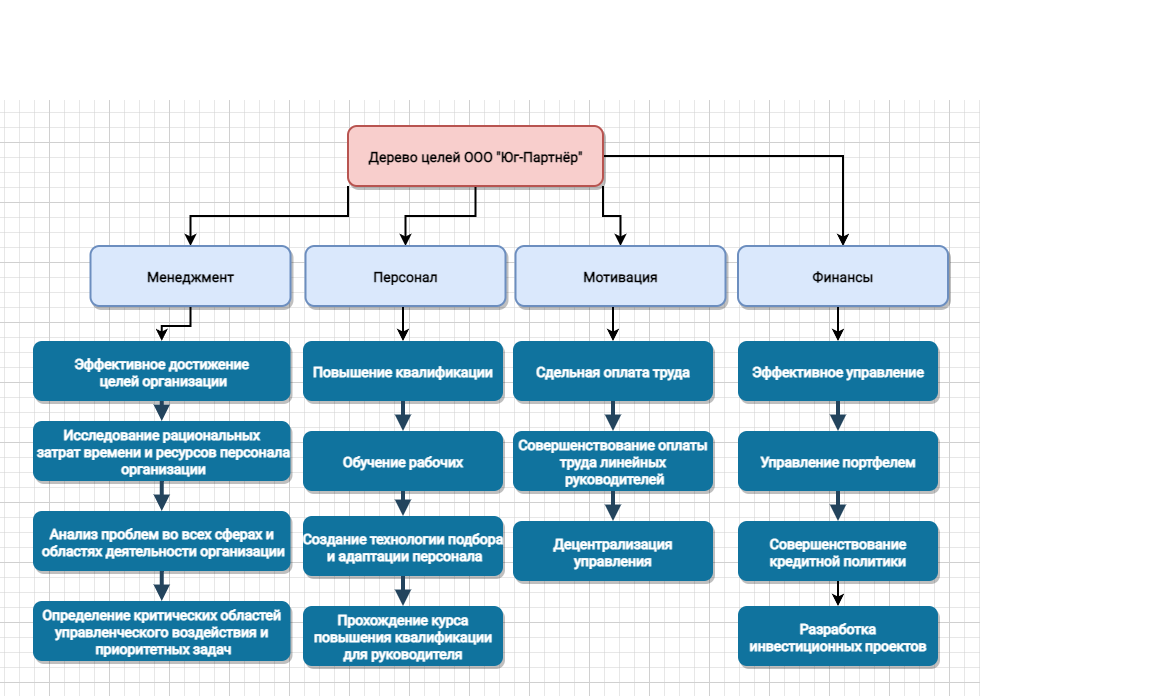 Дерево целей ООО "Юг-Партнёр"
Менеджмент
Персонал
Мотивация
Финансы
Эффективное достижение
целей организации
Повышение квалификации
Сдельная оплата труда
Эффективное управление
Исследование рациональных
затрат времени и ресурсов персонала
организации
Обучение рабочих
Совершенствование оплаты
труда линейных
руководителей
Управление портфелем
Анализ проблем во всех сферах и
областях деятельности организации
Создание технологии подбора
и адаптации персонала
Децентрализация
управления
Совершенствование
кредитной политики
Определение критических областей
управленческого воздействия и
приоритетных задач
Прохождение курса
повышения квалификации
для руководителя
Разработка
инвестиционных проектов